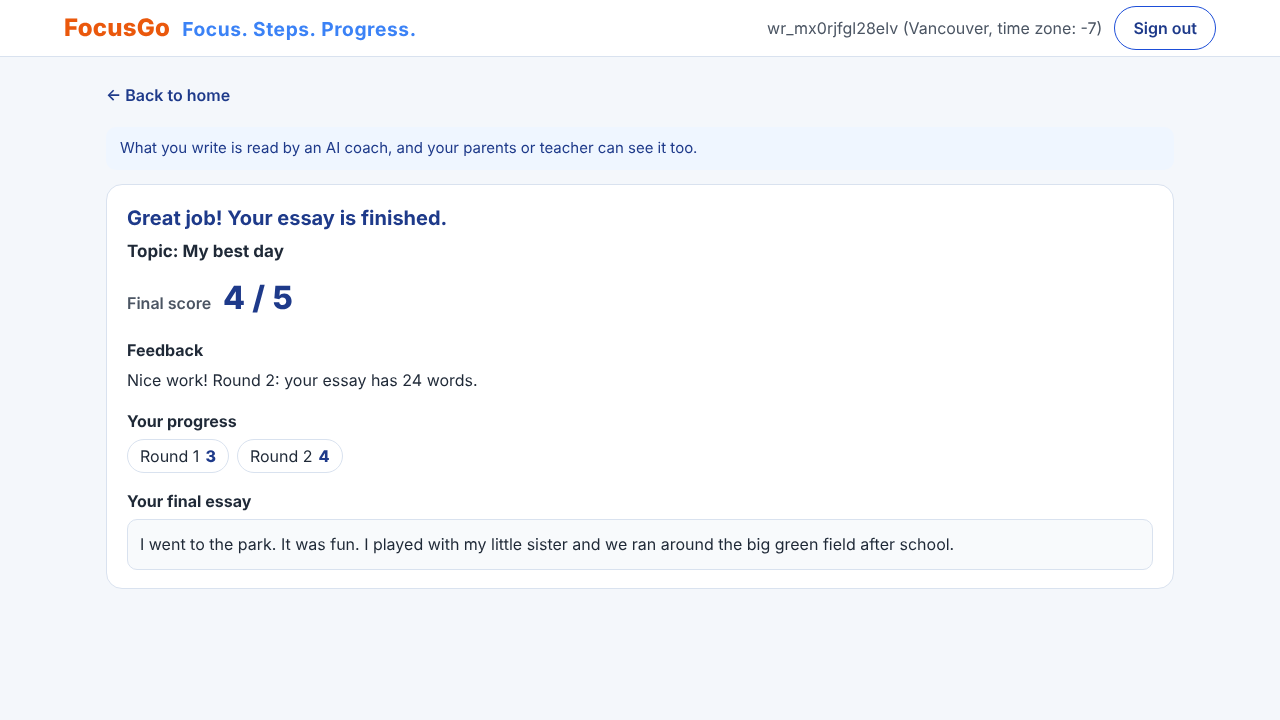 FocusGo Focus. Steps. Progress. wr_mx0rjfgl28elv (Vancouver, time zone: -7) Sign out
← Back to home
What you write is read by an AI coach, and your parents or teacher can see it too.
Great job! Your essay is finished.
Topic: My best day
Final score 4 / 5
Feedback
Nice work! Round 2: your essay has 24 words.
Your progress
Round 1 3 Round 2 4
Your final essay
I went to the park. It was fun. I played with my little sister and we ran around the big green field after school.